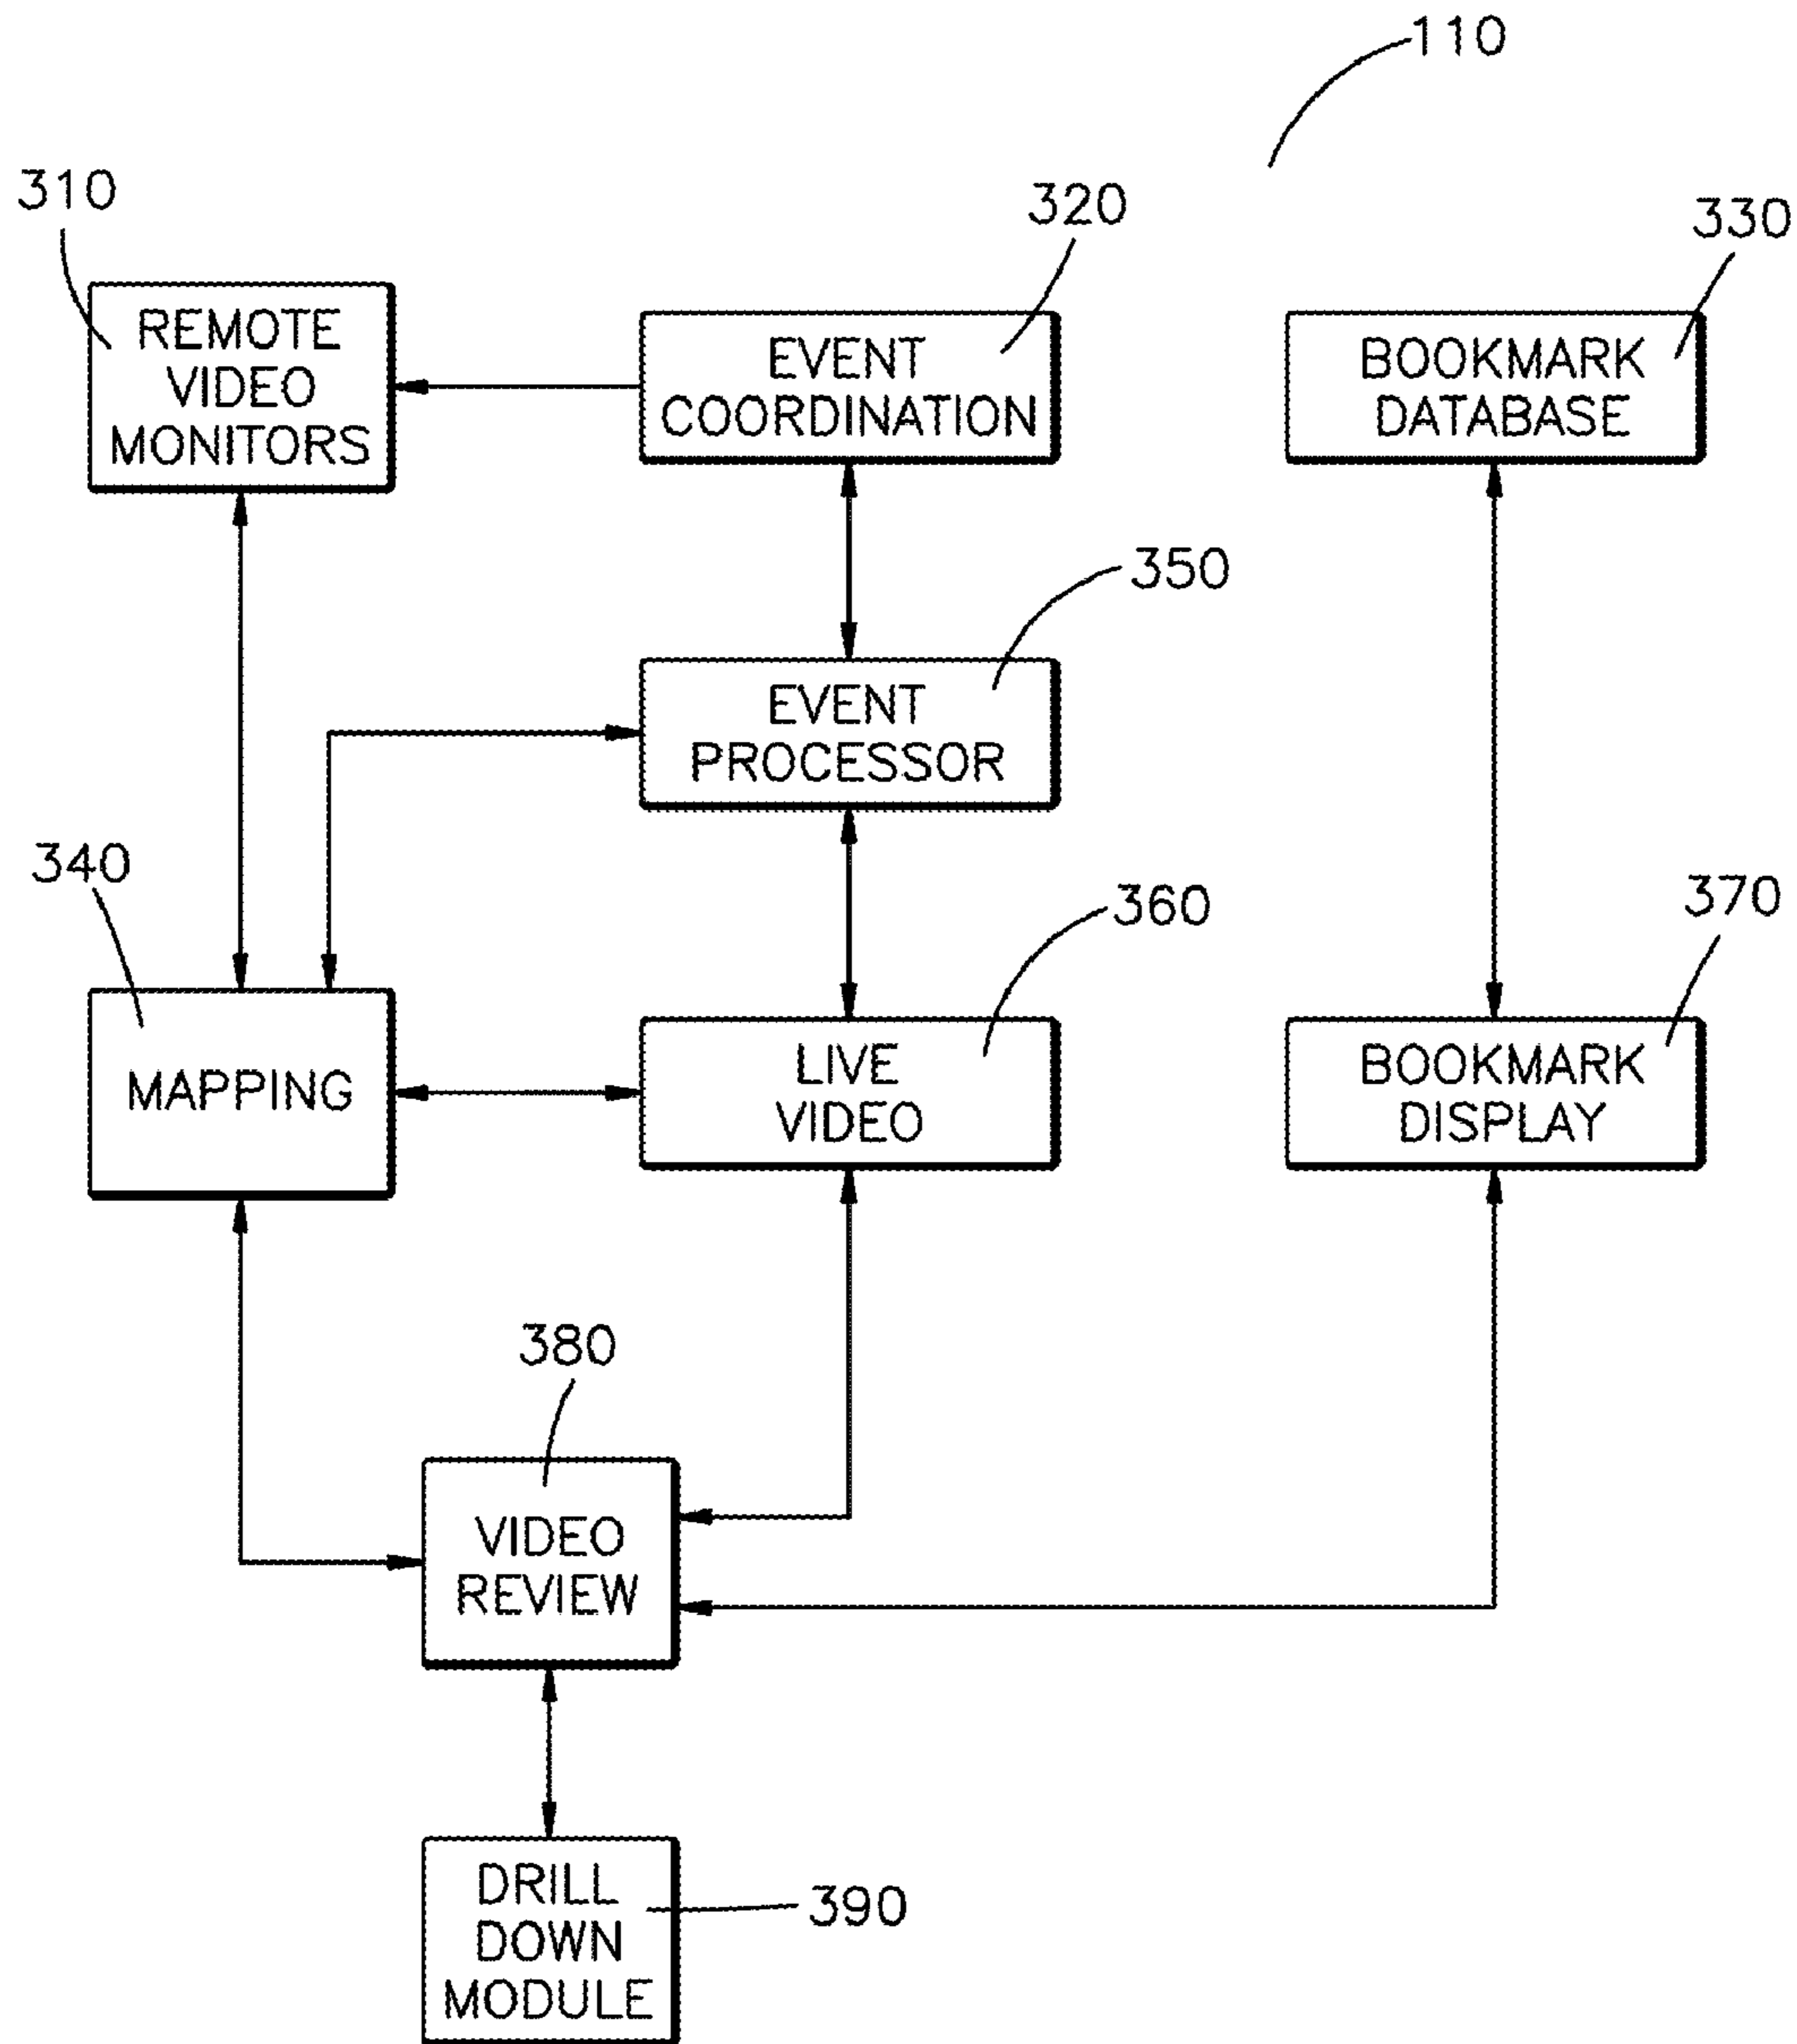 110
310
320
330
REMOTE
VIDEO
MONITORS
EVENT
COORDINATION
BOOKMARK
DATABASE
350
EVENT
PROCESSOR
340
360
370
MAPPING
LIVE
VIDEO
BOOKMARK
DISPLAY
380
VIDEO
REVIEW
DRILL
DOWN
MODULE
390